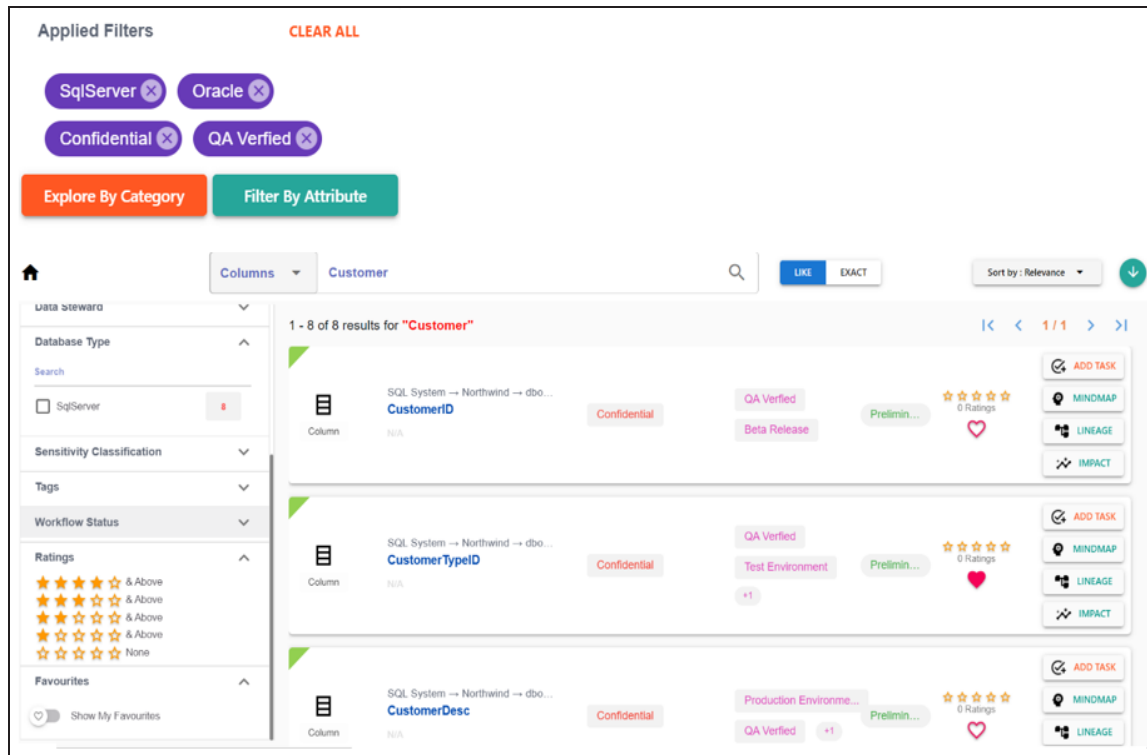 Applied Filters CLEAR ALL
SqlServer Oracle
Confidential QA Verfied
Explore By Category Filter By Attribute
Columns Customer LIKE EXACT Sort by : Relevance
Data Steward
Database Type
Search
SqlServer 8
Sensitivity Classification
Tags
Workflow Status
Ratings
& Above
& Above
& Above
& Above
None
Favourites
Show My Favourites
1 - 8 of 8 results for "Customer" 1 / 1
Column
SQL System → Northwind → dbo...
CustomerID
N/A
Confidential
QA Verfied
Beta Release
Prelimin...
0 Ratings
ADD TASK
MINDMAP
LINEAGE
IMPACT
Column
SQL System → Northwind → dbo...
CustomerTypeID
N/A
Confidential
QA Verfied
Test Environment
+1
Prelimin...
0 Ratings
ADD TASK
MINDMAP
LINEAGE
IMPACT
Column
SQL System → Northwind → dbo...
CustomerDesc
N/A
Confidential
Production Environme...
QA Verified +1
Prelimin...
0 Ratings
ADD TASK
MINDMAP
LINEAGE